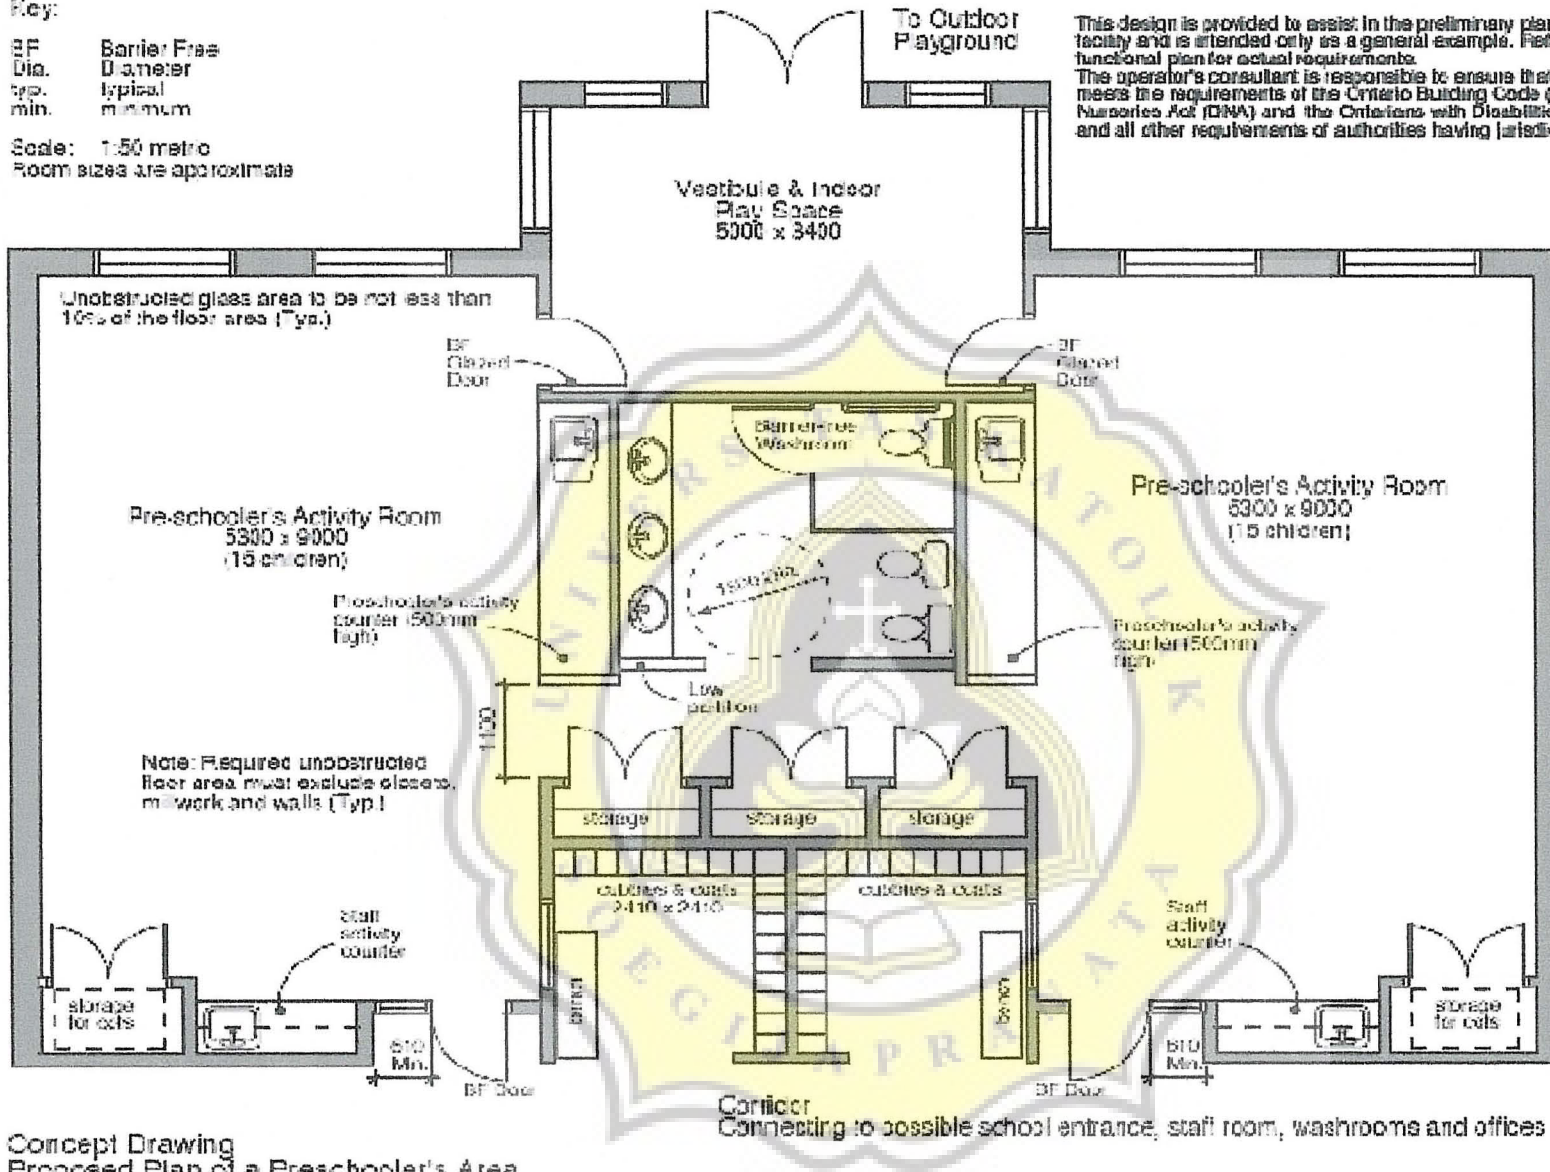 Key:
BF Barrier Free
Dia. Diameter
typ. typical
min. minimum
Scale: 1:50 metric
Room sizes are approximate
To Outdoor
Playground
This design is provided to assist in the preliminary
facility and is intended only as a general example.
functional plan for actual requirements.
The operator's consultant is responsible to ensure that
meets the requirements of the Ontario Building Code
Nurseries Act (DNA) and the Ontarians with
and all other requirements of authorities having
Vestibule & Indoor
Play Space
5000 x 3400
Unobstructed glass area to be not less than
10% of the floor area (Typ.)
BF
Glazed
Door
BF
Glazed
Door
Barrier-free
Washroom
Pre-schooler's Activity Room
5300 x 9000
(15 children)
Pre-schooler's Activity Room
5300 x 9000
(15 children)
1500 DIA.
Preschooler's activity
counter (500mm
high)
Preschooler's activity
counter (500mm
high)
Low
partition
1100
Note: Required unobstructed
floor area must exclude closets,
millwork and walls (Typ.)
storage
storage
storage
cubbies & coats
2410 x 2410
cubbies & coats
Staff
activity
counter
Staff
activity
counter
bench
bench
storage
for cots
storage
for cots
610
Min.
610
Min.
BF Door
BF Door
Corridor
Connecting to possible school entrance, staff room, washrooms and offices
Concept Drawing
Proposed Plan of a Preschooler's Area